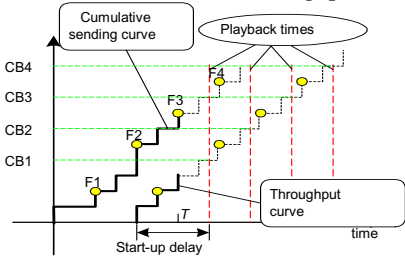 Cumulative
sending curve
Playback times
CB4
CB3
CB2
CB1
F4
F3
F2
F1
T
Throughput
curve
time
Start-up delay